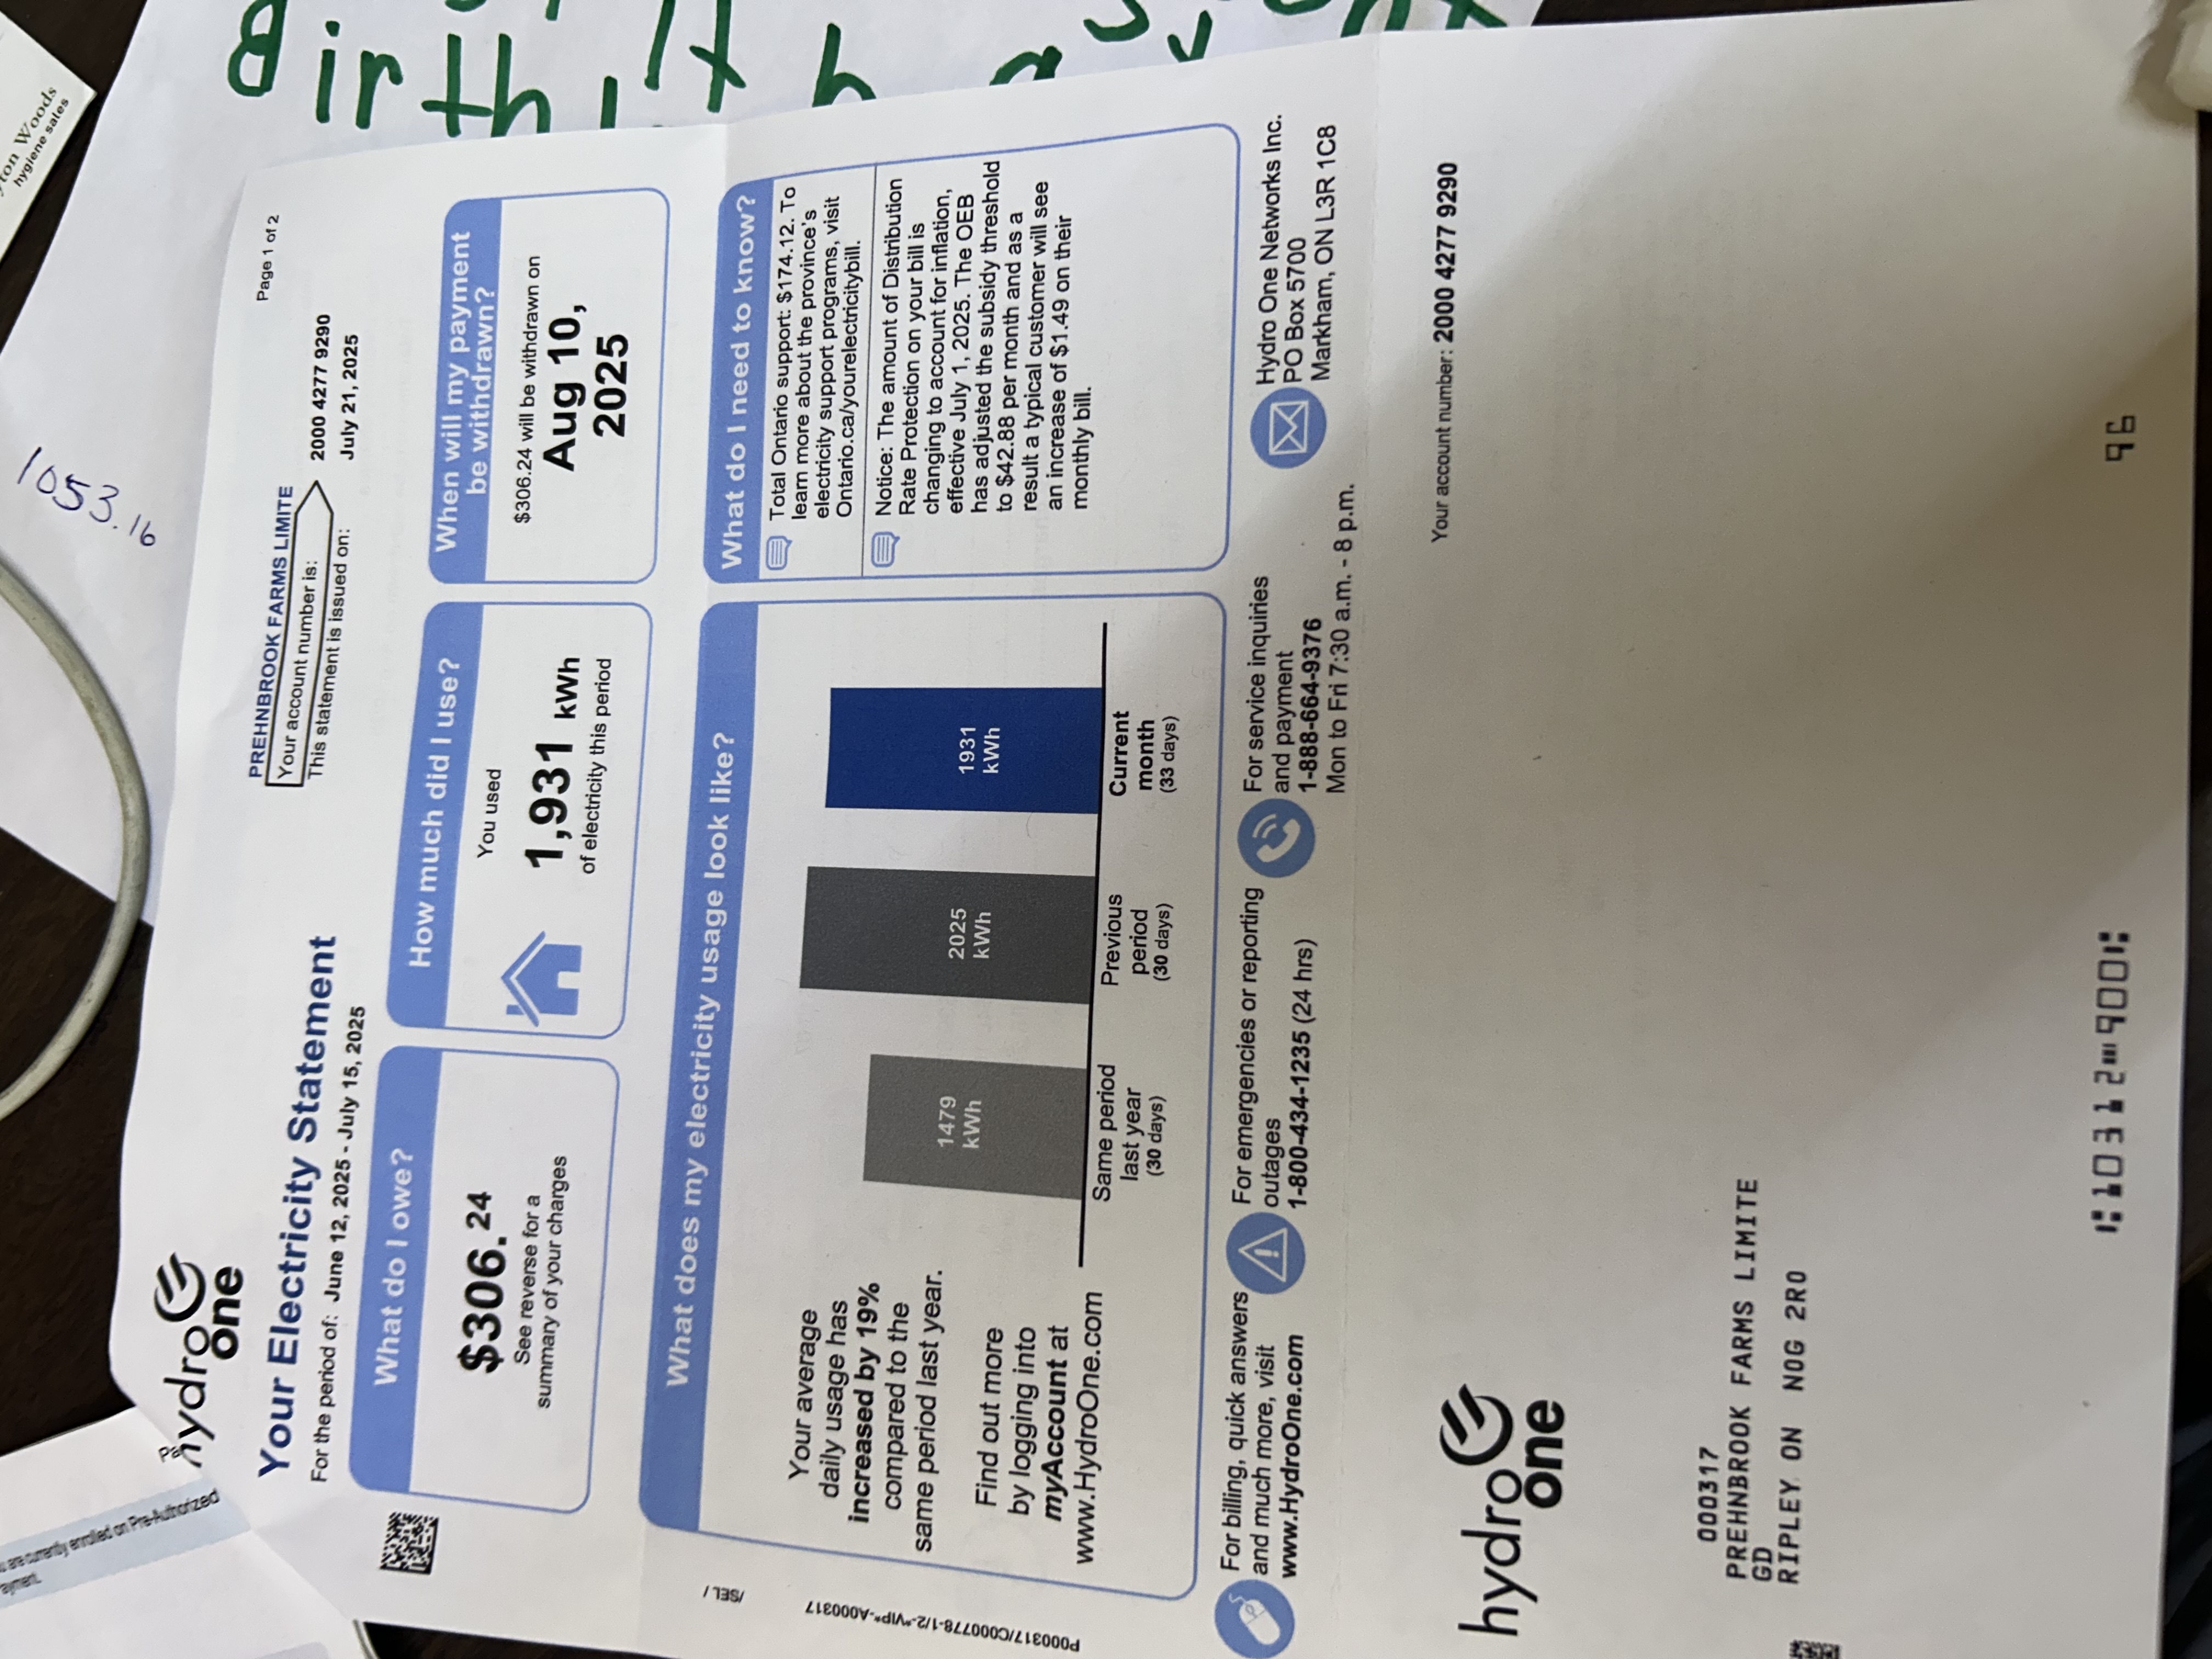 ton Woods
hygiene sales
1053.16
are currently enrolled on Pre-Authorized
hydro
one
Your Electricity Statement
For the period of: June 12, 2025 - July 15, 2025
PREHNBROOK FARMS LIMITE
Page 1 of 2
Your account number is:
2000 4277 9290
This statement is issued on:
July 21, 2025
What do I owe?
$306.24
See reverse for a
summary of your charges
How much did I use?
You used
1,931 kWh
of electricity this period
When will my payment
be withdrawn?
$306.24 will be withdrawn on
Aug 10,
2025
What does my electricity usage look like?
Your average
daily usage has
increased by 19%
compared to the
same period last year.
Find out more
by logging into
myAccount at
www.HydroOne.com
1479
kWh
2025
kWh
1931
kWh
Same period
last year
(30 days)
Previous
period
(30 days)
Current
month
(33 days)
What do I need to know?
Total Ontario support: $174.12. To
learn more about the province's
electricity support programs, visit
Ontario.ca/yourelectricitybill.
Notice: The amount of Distribution
Rate Protection on your bill is
changing to account for inflation,
effective July 1, 2025. The OEB
has adjusted the subsidy threshold
to $42.88 per month and as a
result a typical customer will see
an increase of $1.49 on their
monthly bill.
/SEL /
P000317/C000778-1/2-*VIP*-A000317
For billing, quick answers
and much more, visit
www.HydroOne.com
For emergencies or reporting
outages
1-800-434-1235 (24 hrs)
For service inquiries
and payment
1-888-664-9376
Mon to Fri 7:30 a.m. - 8 p.m.
Hydro One Networks Inc.
PO Box 5700
Markham, ON L3R 1C8
hydro
one
Your account number: 2000 4277 9290
000317
PREHNBROOK FARMS LIMITE
GD
RIPLEY ON N0G 2R0
⑆10312⑉900⑆
96